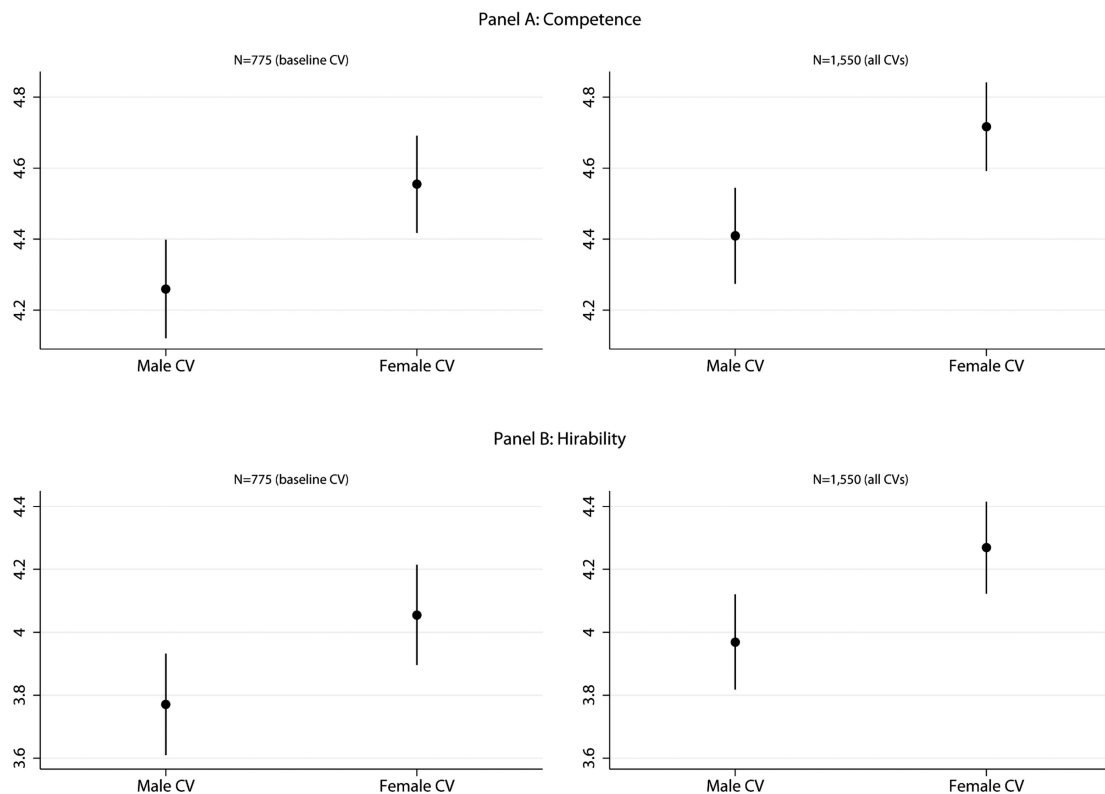 Panel A: Competence
N=775 (baseline CV)
4.8
4.6
4.4
4.2
Male CV
Female CV
N=1,550 (all CVs)
4.8
4.6
4.4
4.2
Male CV
Female CV
Panel B: Hirability
N=775 (baseline CV)
4.4
4.2
4
3.8
3.6
Male CV
Female CV
N=1,550 (all CVs)
4.4
4.2
4
3.8
3.6
Male CV
Female CV